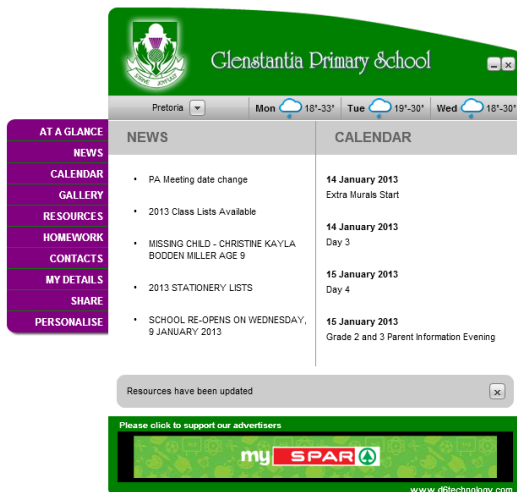 STRIVE JOYFULLY
Glenstantia Primary School
Pretoria
Mon 18°-33° Tue 19°-30° Wed 18°-30°
AT A GLANCE
NEWS
CALENDAR
GALLERY
RESOURCES
HOMEWORK
CONTACTS
MY DETAILS
SHARE
PERSONALISE
NEWS
• PA Meeting date change
• 2013 Class Lists Available
• MISSING CHILD - CHRISTINE KAYLA
BODDEN MILLER AGE 9
• 2013 STATIONERY LISTS
• SCHOOL RE-OPENS ON WEDNESDAY,
9 JANUARY 2013
CALENDAR
14 January 2013
Extra Murals Start
14 January 2013
Day 3
15 January 2013
Day 4
15 January 2013
Grade 2 and 3 Parent Information Evening
Resources have been updated
Please click to support our advertisers
my SPAR
www.d6technology.com